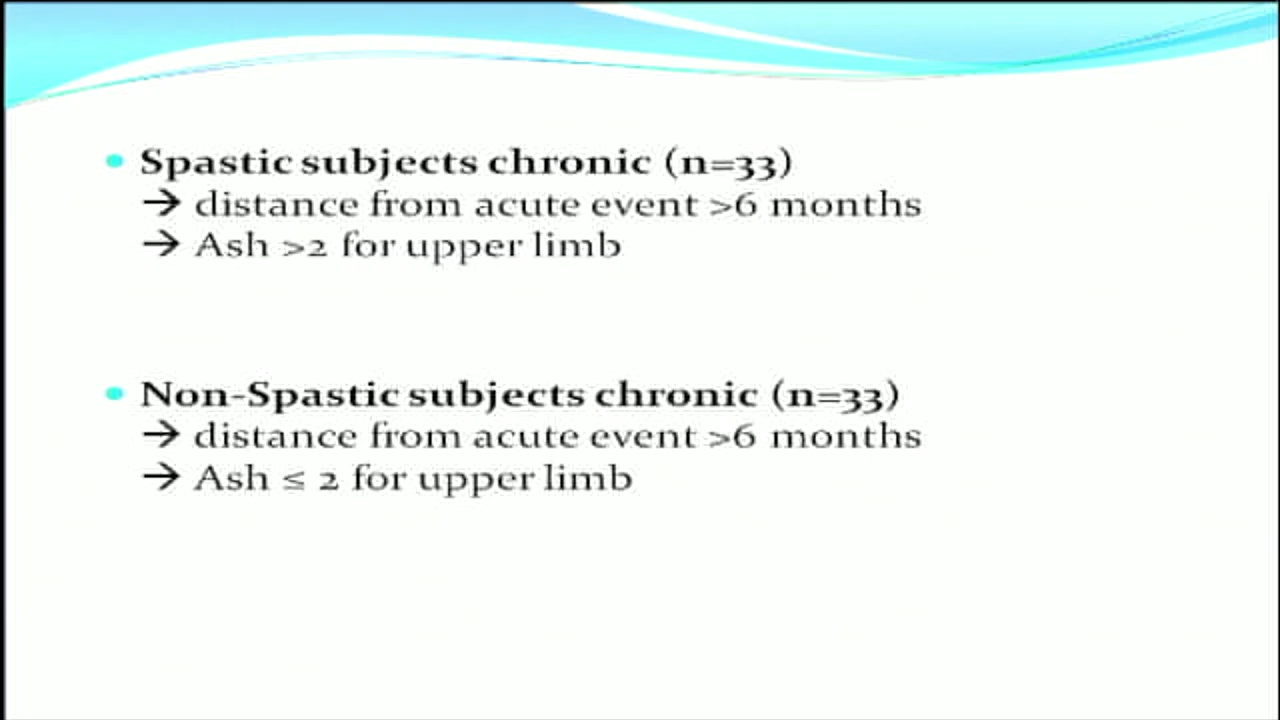 • Spastic subjects chronic (n=33)
→ distance from acute event >6 months
→ Ash >2 for upper limb
• Non-Spastic subjects chronic (n=33)
→ distance from acute event >6 months
→ Ash ≤ 2 for upper limb